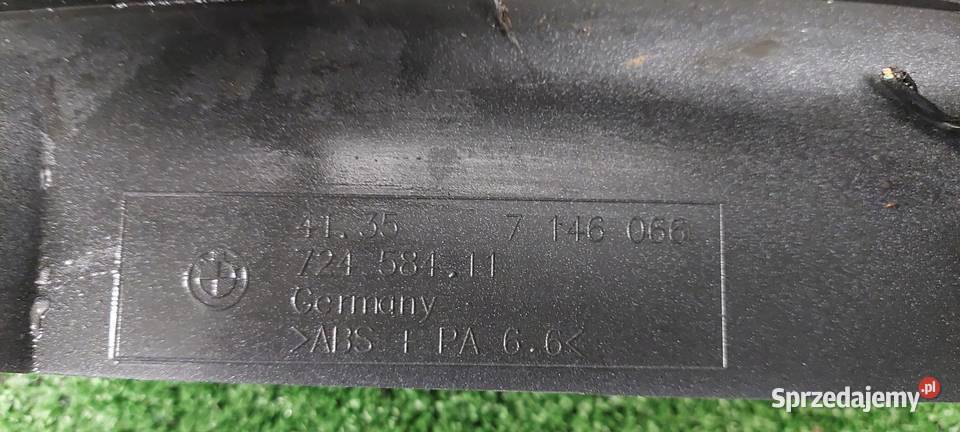 41.35 7 146 066
724 584.11
Germany
>ABS + PA 6.6<
Sprzedajemy.pl